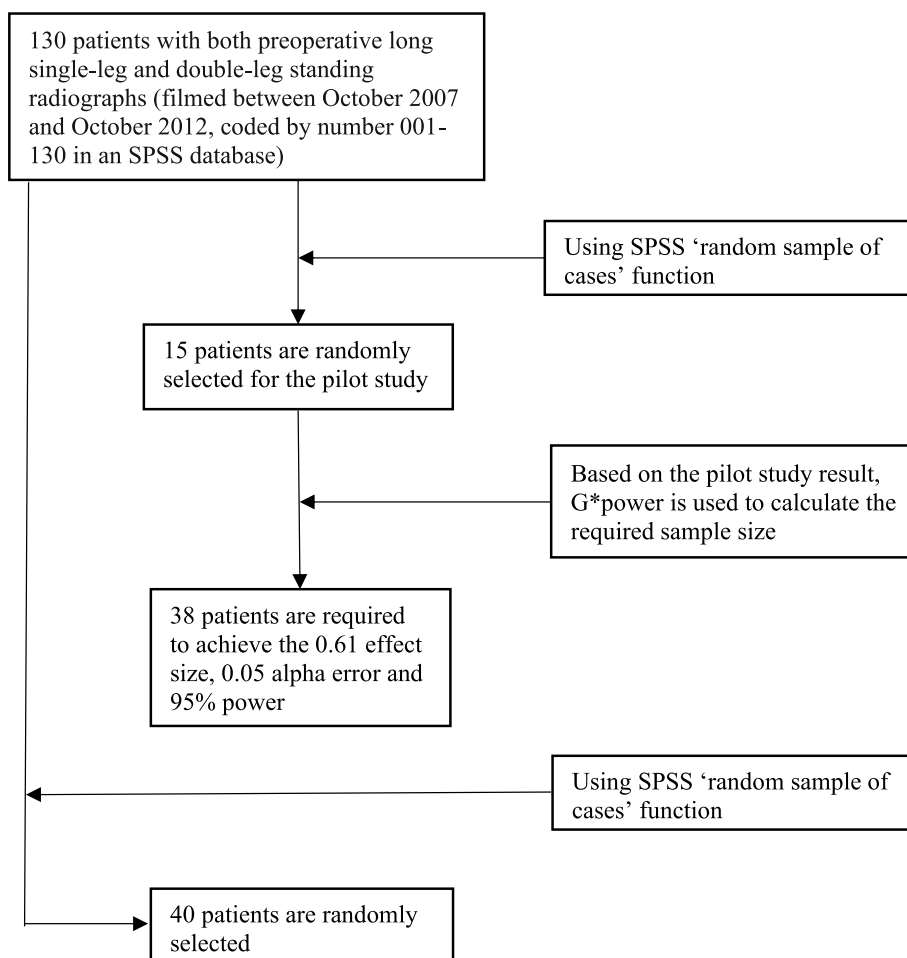 130 patients with both preoperative long
single-leg and double-leg standing
radiographs (filmed between October 2007
and October 2012, coded by number 001-
130 in an SPSS database)
Using SPSS ‘random sample of
cases’ function
15 patients are randomly
selected for the pilot study
Based on the pilot study result,
G*power is used to calculate the
required sample size
38 patients are required
to achieve the 0.61 effect
size, 0.05 alpha error and
95% power
Using SPSS ‘random sample of
cases’ function
40 patients are randomly
selected